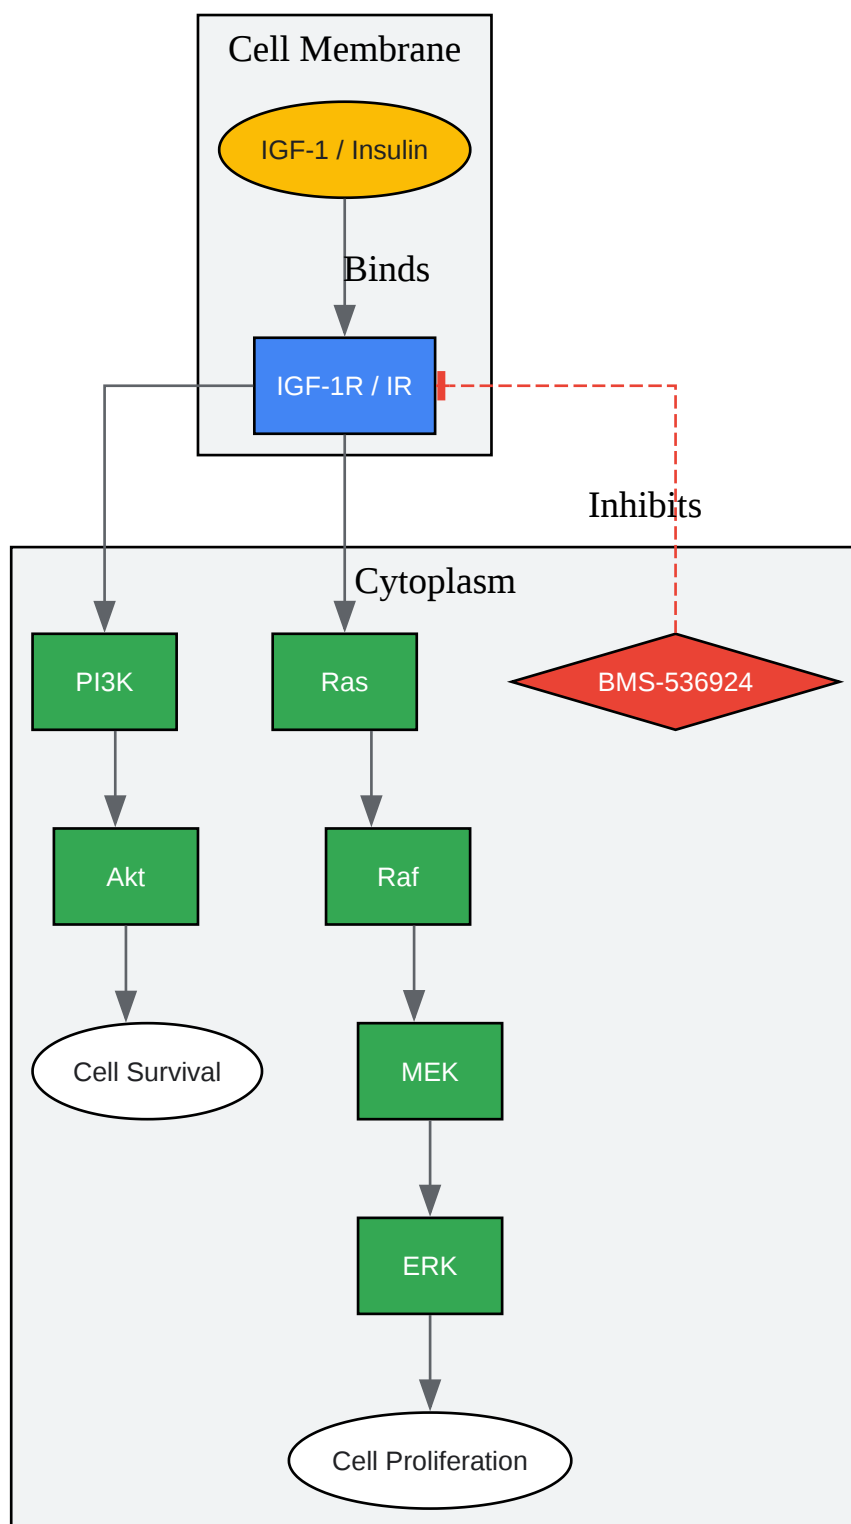 Cell Membrane
IGF-1 / Insulin
Binds
IGF-1R / IR
Inhibits
Cytoplasm
PI3K
Ras
BMS-536924
Akt
Raf
Cell Survival
MEK
ERK
Cell Proliferation